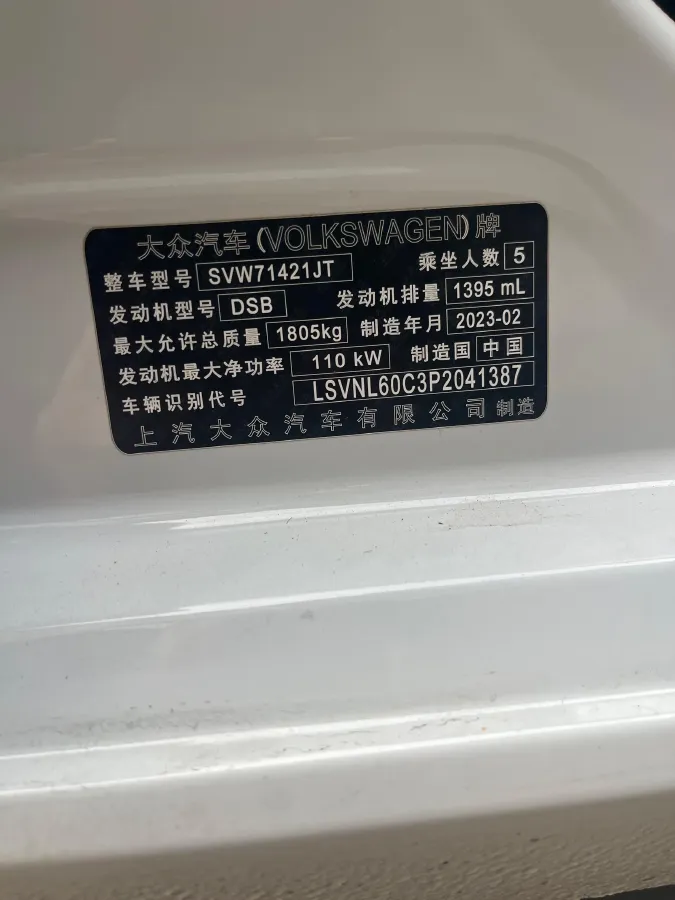 大众汽车(VOLKSWAGEN)牌
整车型号 SVW71421JT 乘坐人数 5
发动机型号 DSB 发动机排量 1395 mL
最大允许总质量 1805kg 制造年月 2023-02
发动机最大净功率 110 kW 制造国 中国
车辆识别代号 LSVNL60C3P2041387
上汽大众汽车有限公司 制造